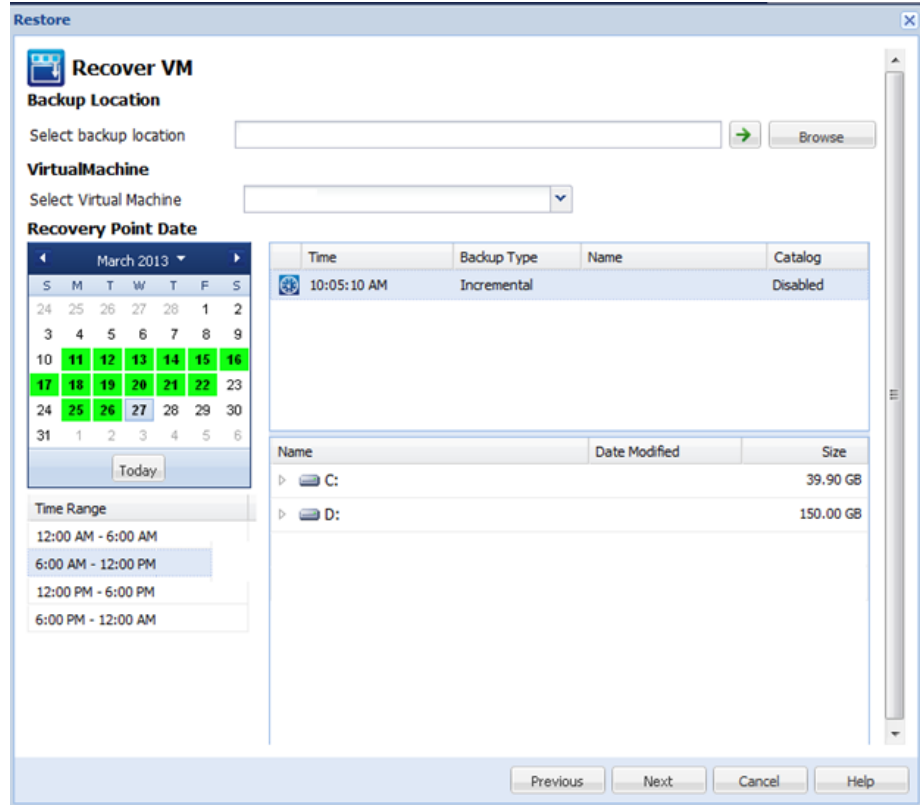 Restore
Recover VM
Backup Location
Select backup location
Browse
VirtualMachine
Select Virtual Machine
Recovery Point Date
March 2013
S M T W T F S
24 25 26 27 28 1 2
3 4 5 6 7 8 9
10 11 12 13 14 15 16
17 18 19 20 21 22 23
24 25 26 27 28 29 30
31 1 2 3 4 5 6
Today
Time Range
12:00 AM - 6:00 AM
6:00 AM - 12:00 PM
12:00 PM - 6:00 PM
6:00 PM - 12:00 AM
Time Backup Type Name Catalog
10:05:10 AM Incremental Disabled
Name Date Modified Size
C: 39.90 GB
D: 150.00 GB
Previous Next Cancel Help